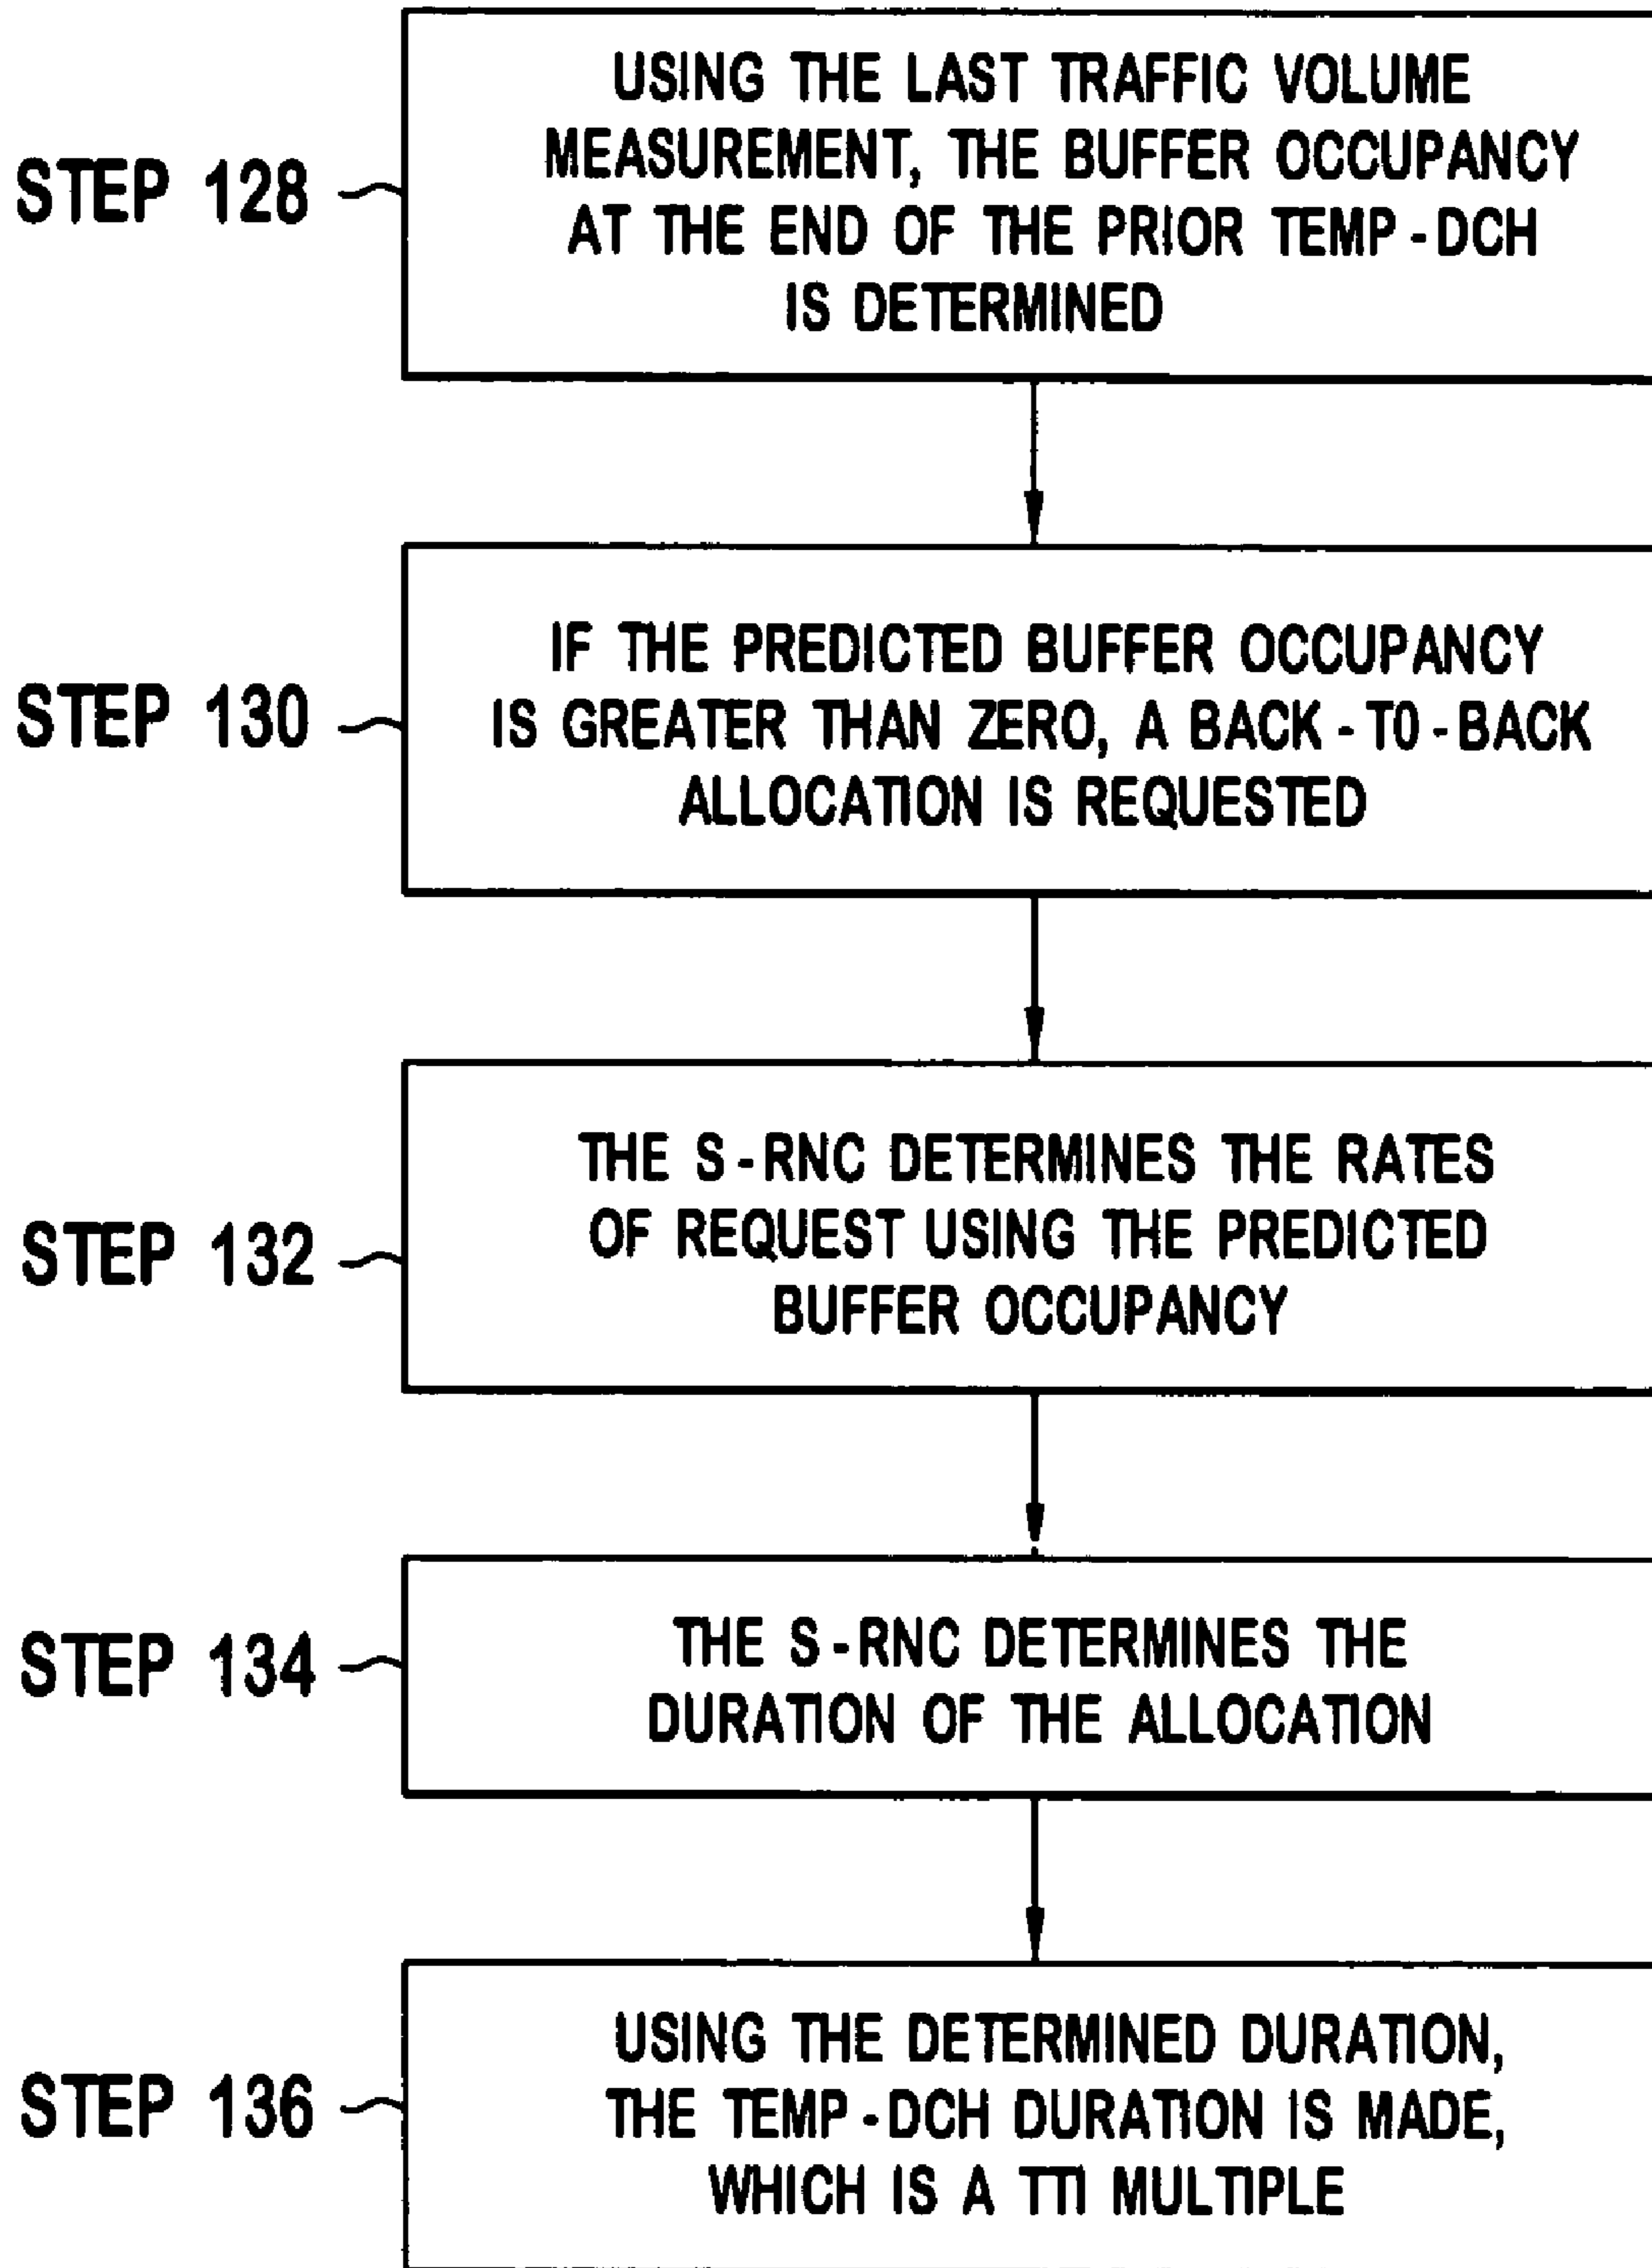 USING THE LAST TRAFFIC VOLUME
MEASUREMENT, THE BUFFER OCCUPANCY
AT THE END OF THE PRIOR TEMP-DCH
IS DETERMINED
STEP 128
IF THE PREDICTED BUFFER OCCUPANCY
IS GREATER THAN ZERO, A BACK-TO-BACK
ALLOCATION IS REQUESTED
STEP 130
THE S-RNC DETERMINES THE RATES
OF REQUEST USING THE PREDICTED
BUFFER OCCUPANCY
STEP 132
THE S-RNC DETERMINES THE
DURATION OF THE ALLOCATION
STEP 134
USING THE DETERMINED DURATION,
THE TEMP-DCH DURATION IS MADE,
WHICH IS A TTI MULTIPLE
STEP 136